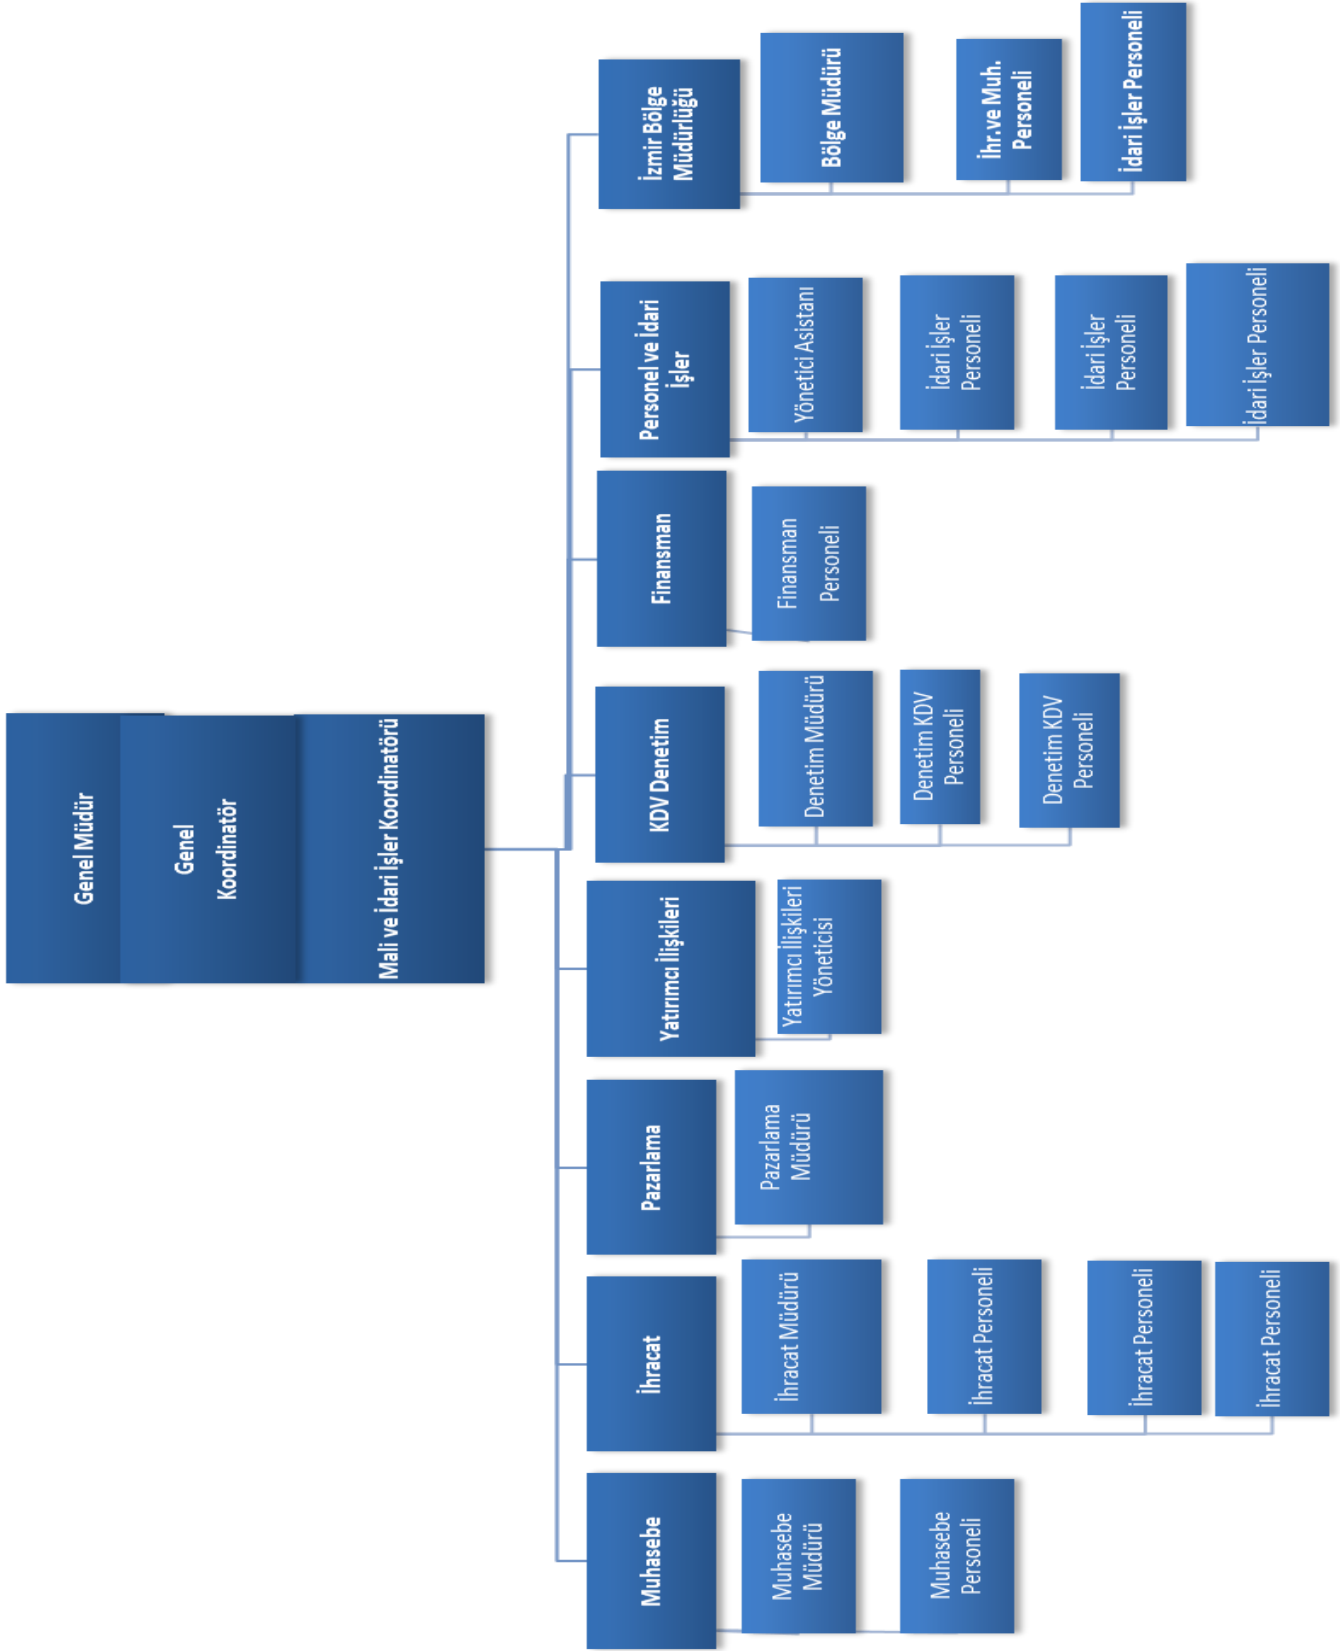 Genel Müdür
Genel
Koordinatör
Mali ve İdari İşler Koordinatörü
Muhasebe
Muhasebe
Müdürü
Muhasebe
Personeli
İhracat
İhracat Müdürü
İhracat Personeli
İhracat Personeli
İhracat Personeli
Pazarlama
Pazarlama
Müdürü
Yatırımcı İlişkileri
Yatırımcı İlişkileri
Yöneticisi
KDV Denetim
Denetim Müdürü
Denetim KDV
Personeli
Denetim KDV
Personeli
Finansman
Finansman
Personeli
Personel ve İdari
İşler
Yönetici Asistanı
İdari İşler
Personeli
İdari İşler
Personeli
İdari İşler Personeli
İzmir Bölge
Müdürlüğü
Bölge Müdürü
İhr.ve Muh.
Personeli
İdari İşler Personeli